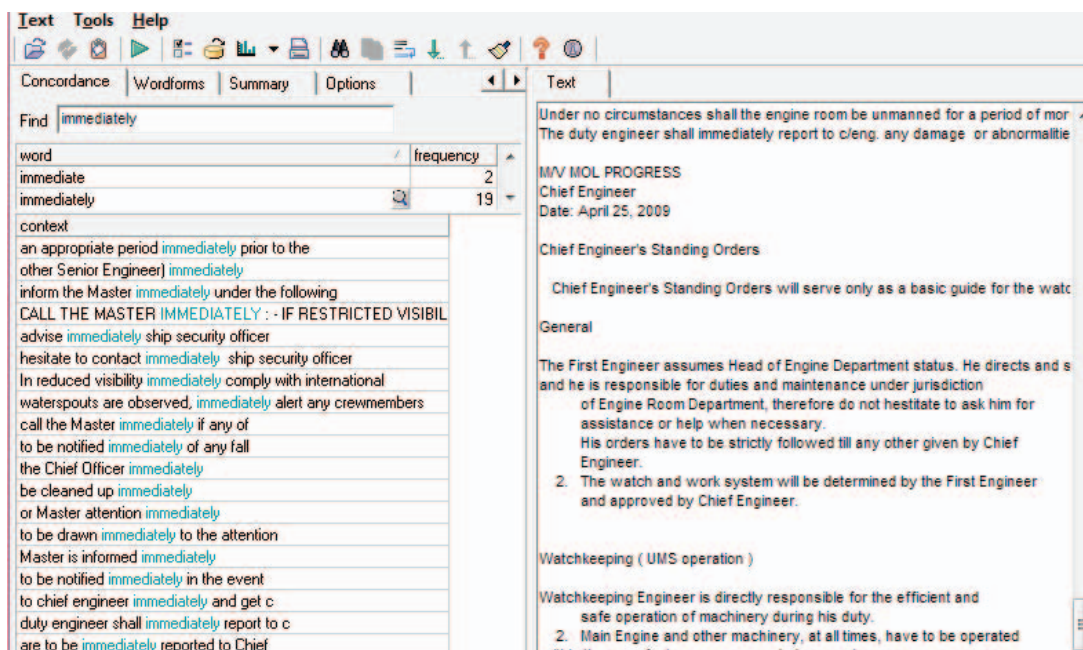 Text Tools Help
Concordance Wordforms Summary Options
Find immediately
word frequency
immediate 2
immediately 19
context
an appropriate period immediately prior to the
other Senior Engineer) immediately
inform the Master immediately under the following
CALL THE MASTER IMMEDIATELY : - IF RESTRICTED VISIBIL
advise immediately ship security officer
hesitate to contact immediately ship security officer
In reduced visibility immediately comply with international
waterspouts are observed, immediately alert any crewmembers
call the Master immediately if any of
to be notified immediately of any fall
the Chief Officer immediately
be cleaned up immediately
or Master attention immediately
to be drawn immediately to the attention
Master is informed immediately
to be notified immediately in the event
to chief engineer immediately and get c
duty engineer shall immediately report to c
are to be immediately reported to Chief
Text
Under no circumstances shall the engine room be unmanned for a period of mor
The duty engineer shall immediately report to c/eng. any damage or abnormalitie
M/V MOL PROGRESS
Chief Engineer
Date: April 25, 2009
Chief Engineer's Standing Orders
Chief Engineer's Standing Orders will serve only as a basic guide for the watc
General
The First Engineer assumes Head of Engine Department status. He directs and s
and he is responsible for duties and maintenance under jurisdiction
of Engine Room Department, therefore do not hestitate to ask him for
assistance or help when necessary.
His orders have to be strictly followed till any other given by Chief
Engineer.
2. The watch and work system will be determined by the First Engineer
and approved by Chief Engineer.
Watchkeeping ( UMS operation )
Watchkeeping Engineer is directly responsible for the efficient and
safe operation of machinery during his duty.
2. Main Engine and other machinery, at all times, have to be operated